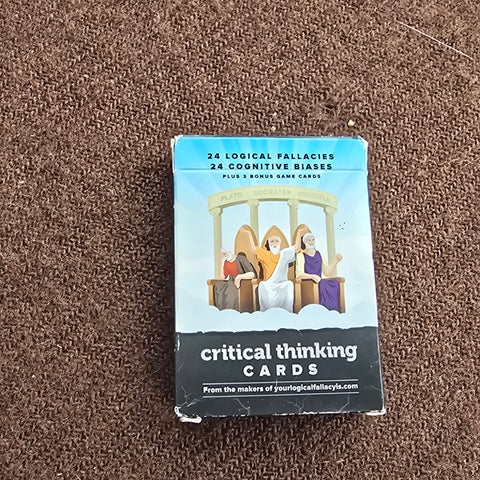 24 LOGICAL FALLACIES
24 COGNITIVE BIASES
PLUS 3 BONUS GAME CARDS
PLATO SOCRATES ARISTOTLE
critical thinking
CARDS
From the makers of yourlogicalfallacyis.com